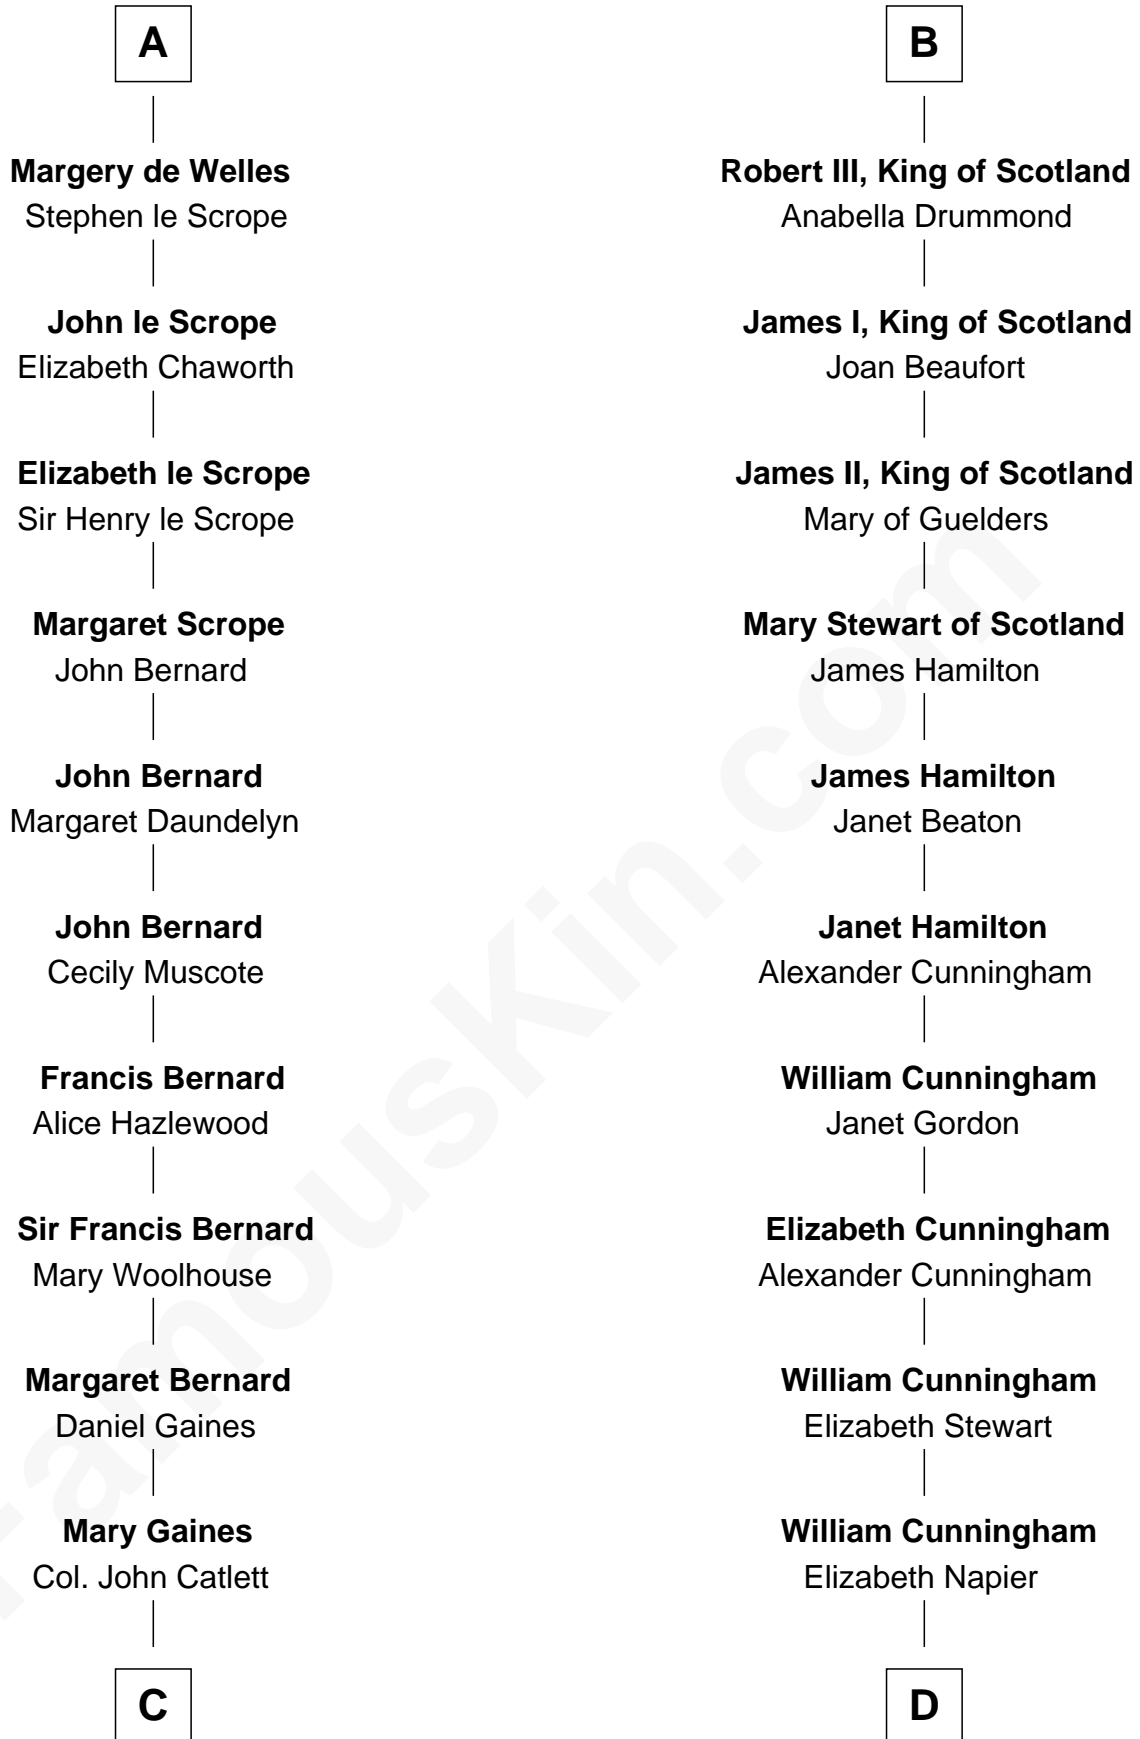 A
Margery de Welles
Stephen le Scrope
John le Scrope
Elizabeth Chaworth
Elizabeth le Scrope
Sir Henry le Scrope
Margaret Scrope
John Bernard
John Bernard
Margaret Daundelyn
John Bernard
Cecily Muscote
Francis Bernard
Alice Hazlewood
Sir Francis Bernard
Mary Woolhouse
Margaret Bernard
Daniel Gaines
Mary Gaines
Col. John Catlett
C
B
Robert III, King of Scotland
Anabella Drummond
James I, King of Scotland
Joan Beaufort
James II, King of Scotland
Mary of Guelders
Mary Stewart of Scotland
James Hamilton
James Hamilton
Janet Beaton
Janet Hamilton
Alexander Cunningham
William Cunningham
Janet Gordon
Elizabeth Cunningham
Alexander Cunningham
William Cunningham
Elizabeth Stewart
William Cunningham
Elizabeth Napier
D
FamousKin.com